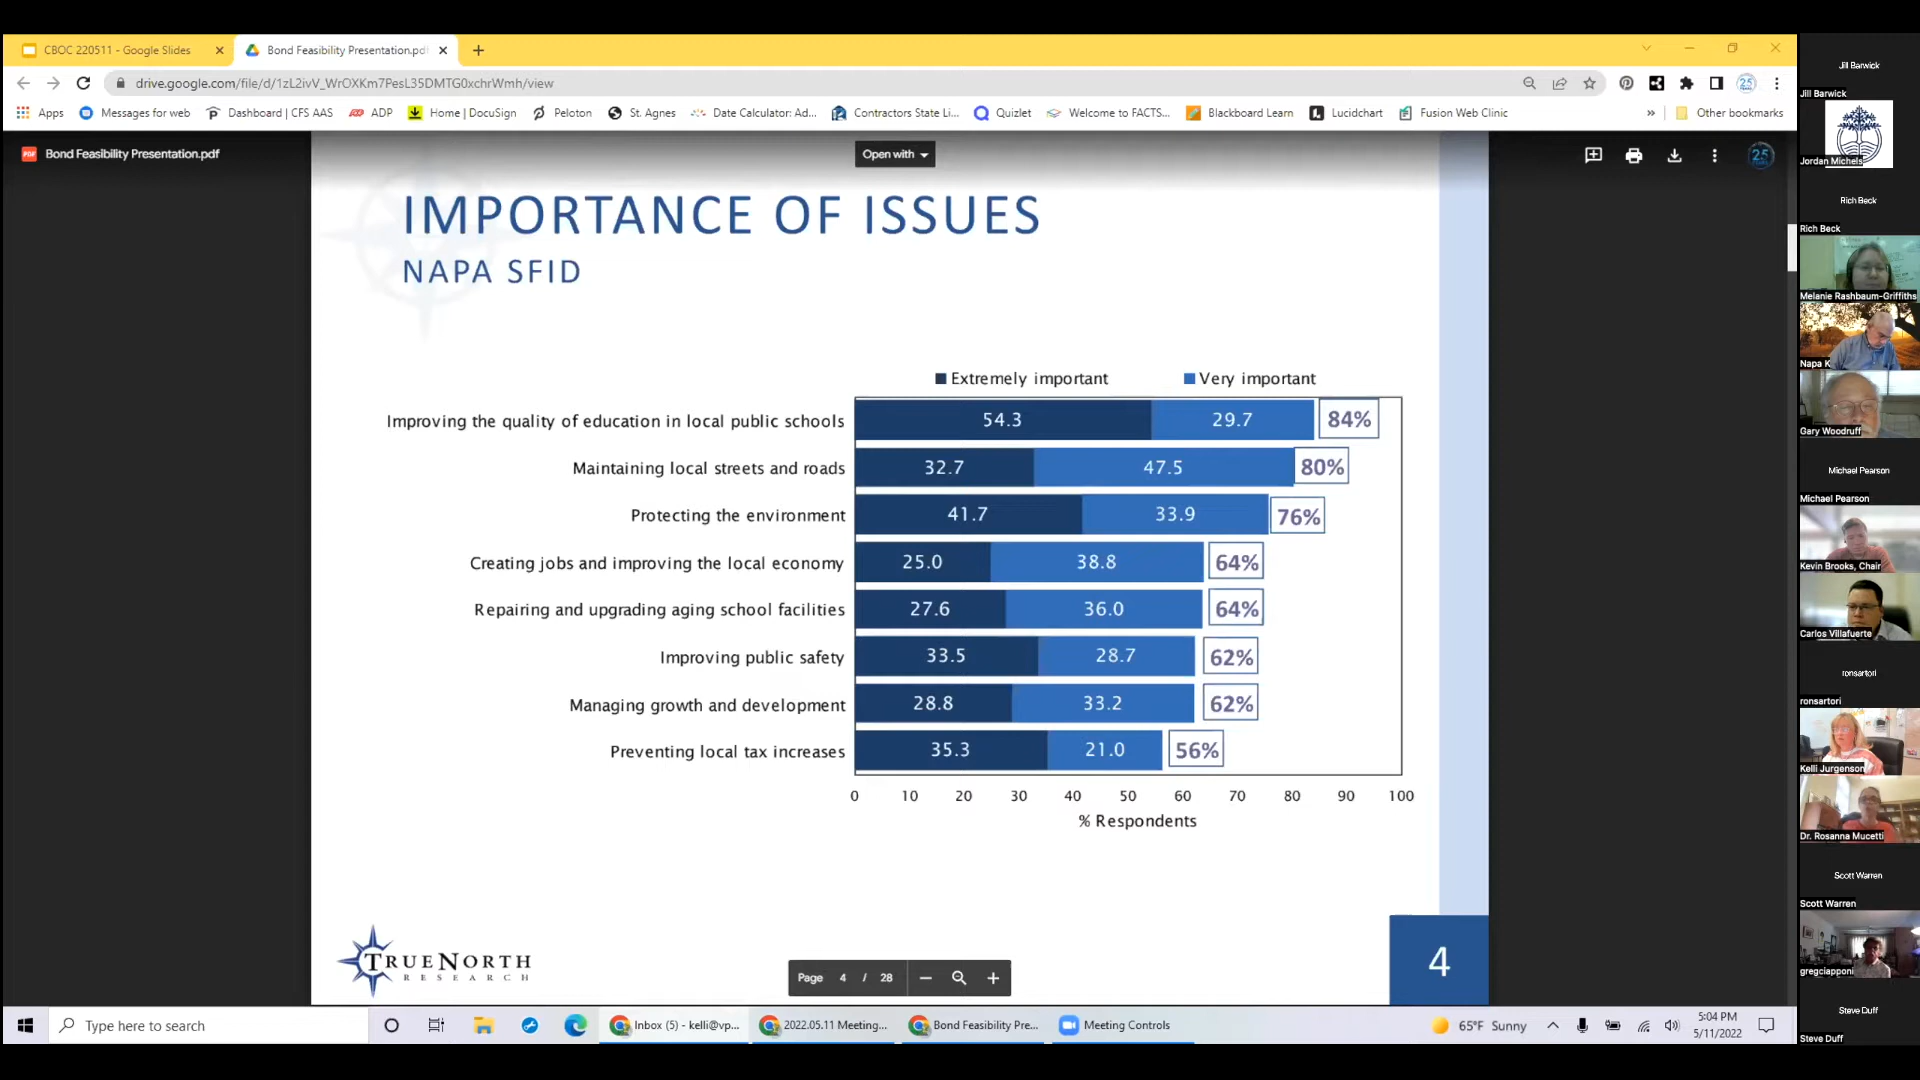 CBOC 220511 - Google Slides
Bond Feasibility Presentation.pdf
drive.google.com/file/d/1zL2ivV_WrOXKm7PesL35DMTG0xchrWmh/view
Apps Messages for web Dashboard | CFS AAS ADP Home | DocuSign Peloton St. Agnes Date Calculator: Ad... Contractors State Li... Quizlet Welcome to FACTS... Blackboard Learn Lucidchart Fusion Web Clinic » Other bookmarks
Bond Feasibility Presentation.pdf
Open with
25
IMPORTANCE OF ISSUES
NAPA SFID
Extremely important Very important
Improving the quality of education in local public schools 54.3 29.7 84%
Maintaining local streets and roads 32.7 47.5 80%
Protecting the environment 41.7 33.9 76%
Creating jobs and improving the local economy 25.0 38.8 64%
Repairing and upgrading aging school facilities 27.6 36.0 64%
Improving public safety 33.5 28.7 62%
Managing growth and development 28.8 33.2 62%
Preventing local tax increases 35.3 21.0 56%
0 10 20 30 40 50 60 70 80 90 100
% Respondents
TRUENORTH
RESEARCH
Page 4 / 28
4
Type here to search
Inbox (5) - kelli@vp...
2022.05.11 Meeting...
Bond Feasibility Pre...
Meeting Controls
65°F Sunny
5:04 PM
5/11/2022
Jill Barwick
Jill Barwick
Jordan Michels
Rich Beck
Rich Beck
Melanie Rashbaum-Griffiths
Napa K
Gary Woodruff
Michael Pearson
Michael Pearson
Kevin Brooks, Chair
Carlos Villafuerte
ronsartori
ronsartori
Kelli Jurgenson
Dr. Rosanna Mucetti
Scott Warren
Scott Warren
gregciapponi
Steve Duff
Steve Duff